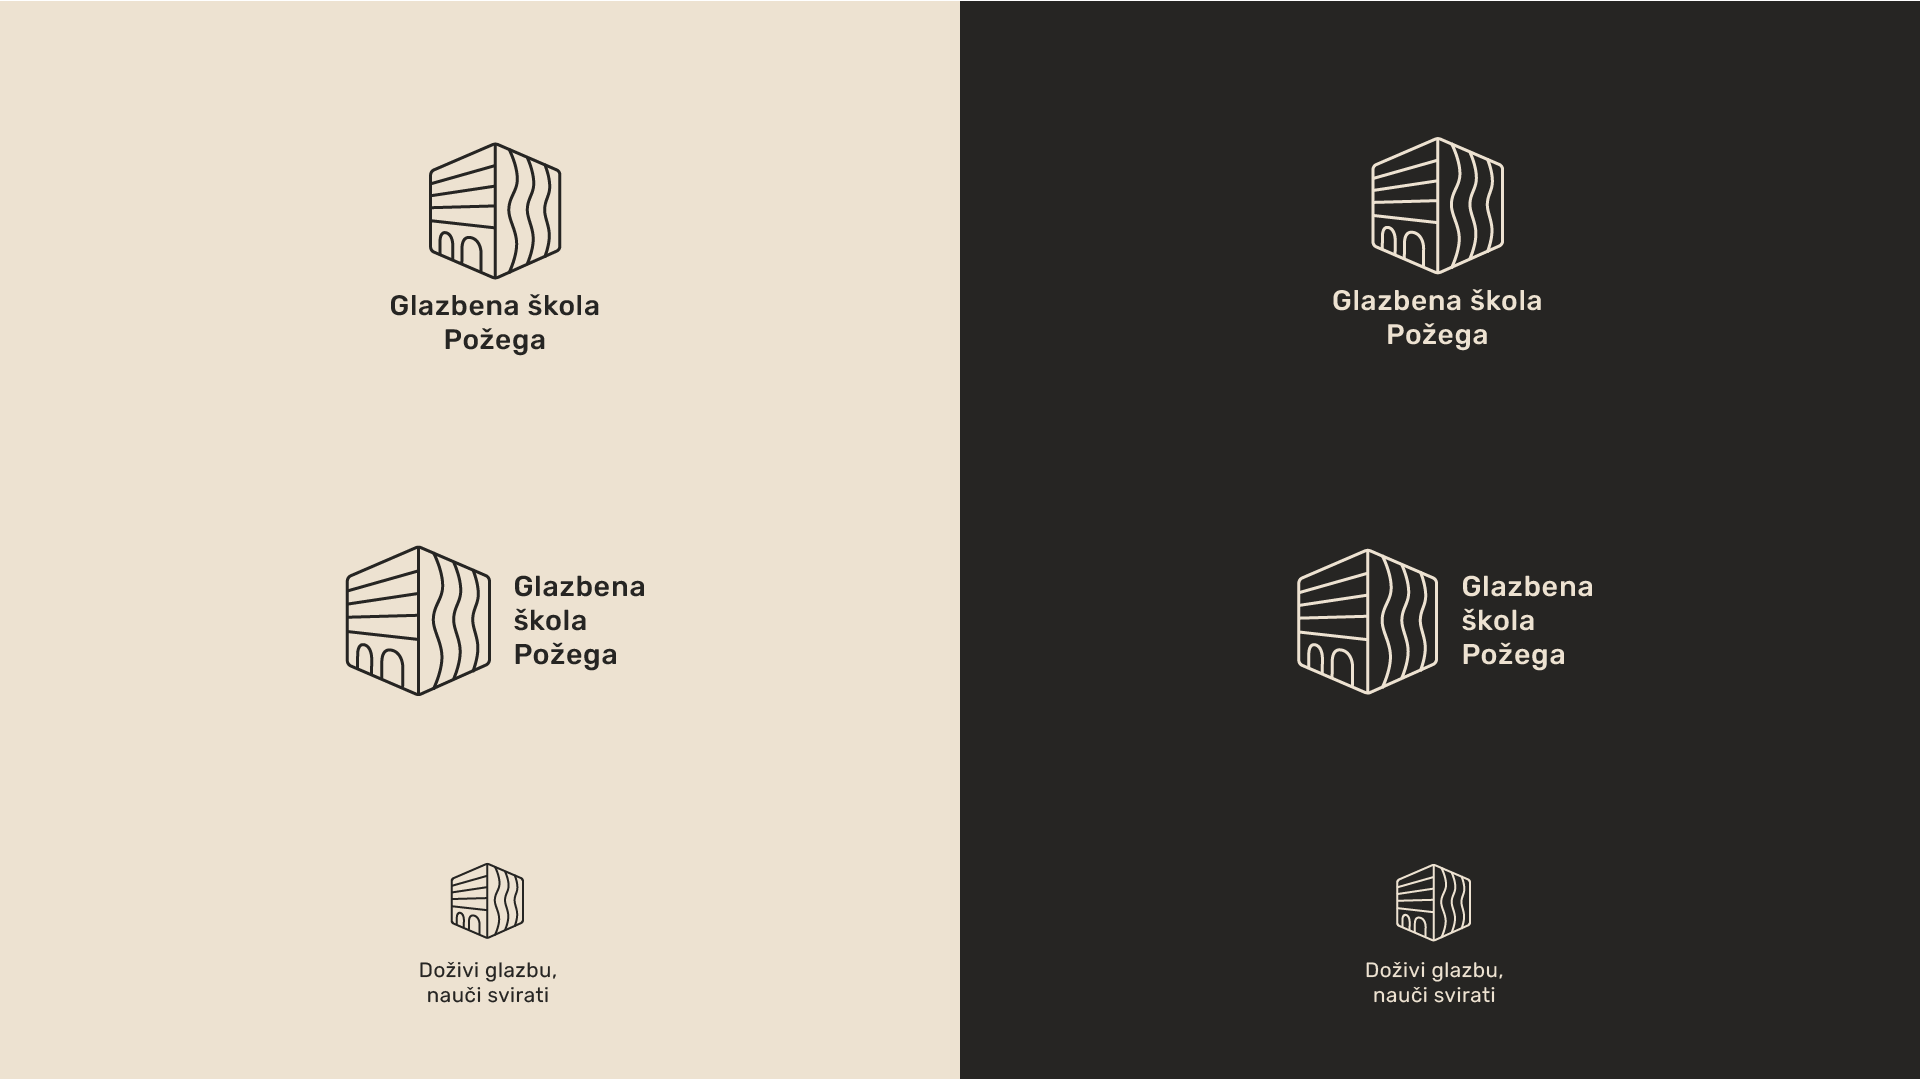 Glazbena škola
Požega
Glazbena
škola
Požega
Doživi glazbu,
nauči svirati
Glazbena škola
Požega
Glazbena
škola
Požega
Doživi glazbu,
nauči svirati